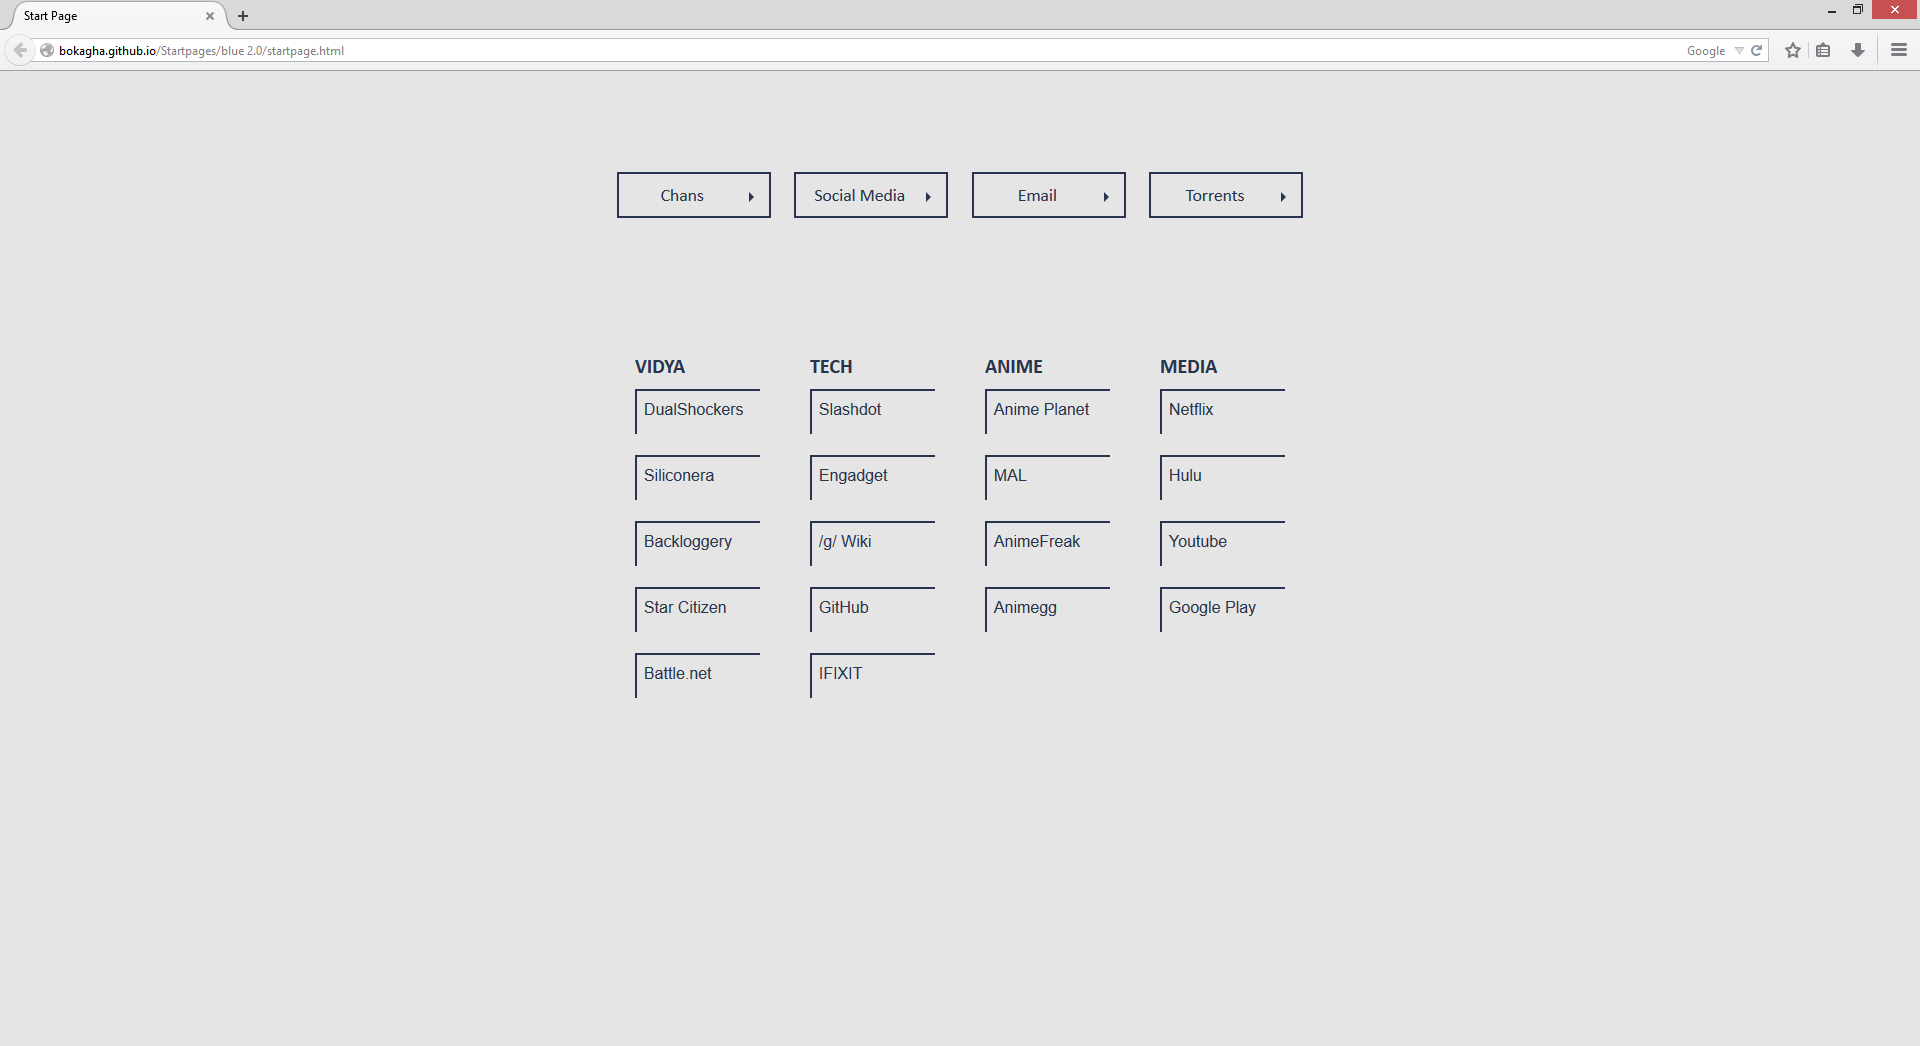 Start Page
bokagha.github.io/Startpages/blue 2.0/startpage.html
Google
Chans
Social Media
Email
Torrents
VIDYA
DualShockers
Siliconera
Backloggery
Star Citizen
Battle.net
TECH
Slashdot
Engadget
/g/ Wiki
GitHub
IFIXIT
ANIME
Anime Planet
MAL
AnimeFreak
Animegg
MEDIA
Netflix
Hulu
Youtube
Google Play